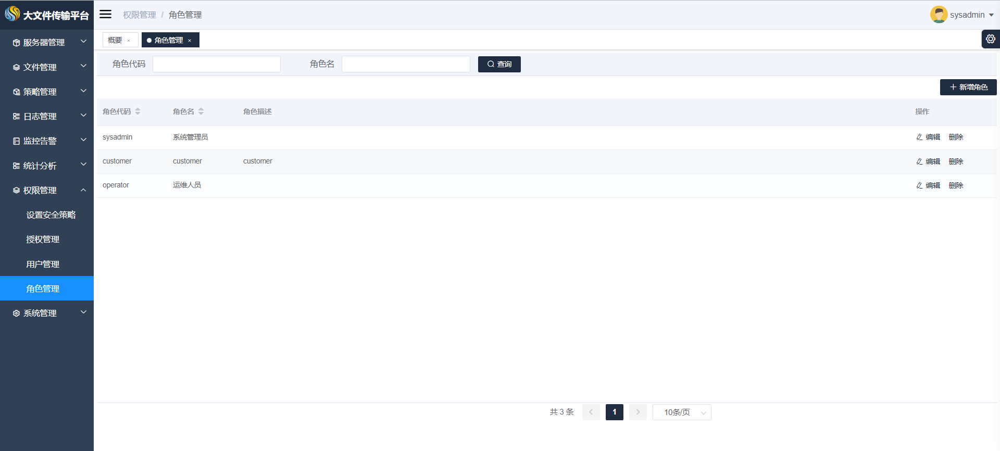 大文件传输平台
权限管理 / 角色管理
sysadmin
概要 ×
角色管理 ×
服务器管理
文件管理
策略管理
日志管理
监控告警
统计分析
权限管理
设置安全策略
授权管理
用户管理
角色管理
系统管理
角色代码
角色名
查询
新增角色
角色代码 角色名 角色描述 操作
sysadmin 系统管理员 编辑 删除
customer customer customer 编辑 删除
operator 运维人员 编辑 删除
共 3 条
1
10条/页